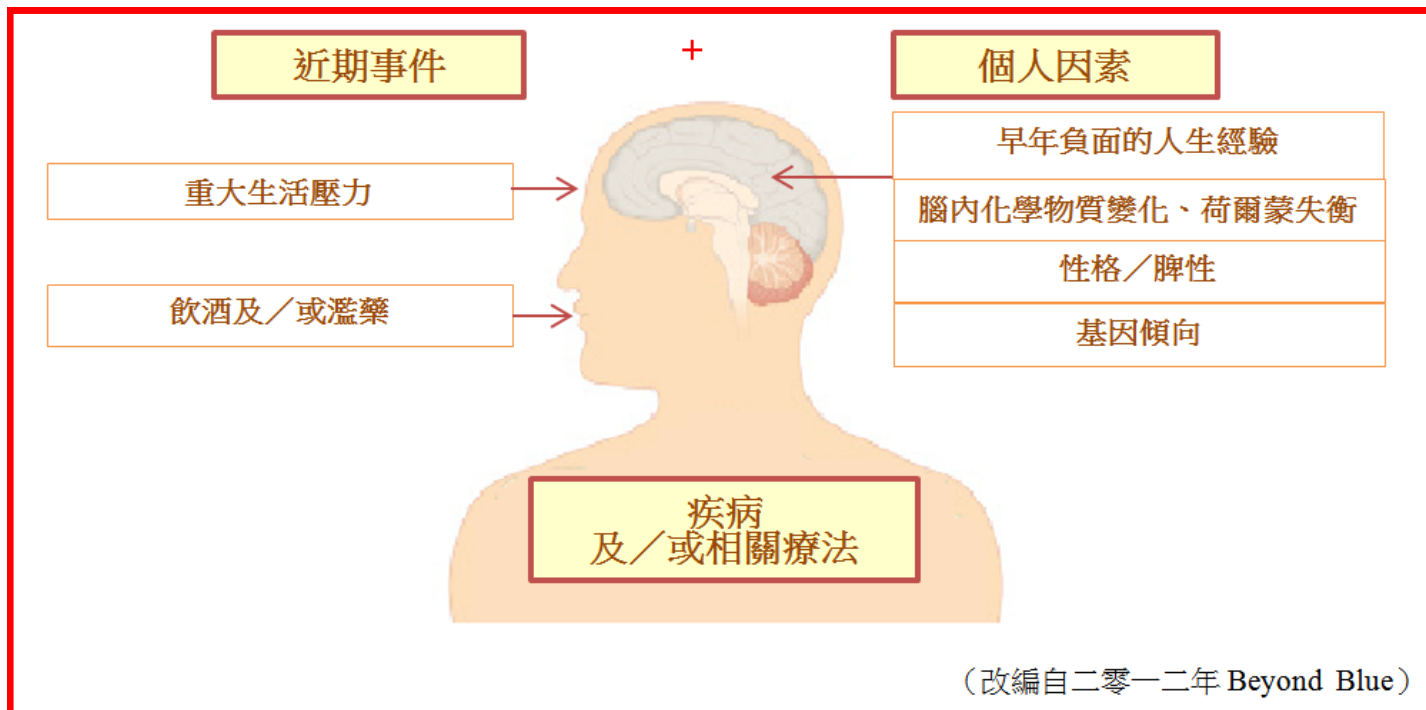 近期事件
+
個人因素
重大生活壓力
飲酒及／或濫藥
早年負面的人生經驗
腦內化學物質變化、荷爾蒙失衡
性格／脾性
基因傾向
疾病
及／或相關療法
（改編自二零一二年 Beyond Blue）